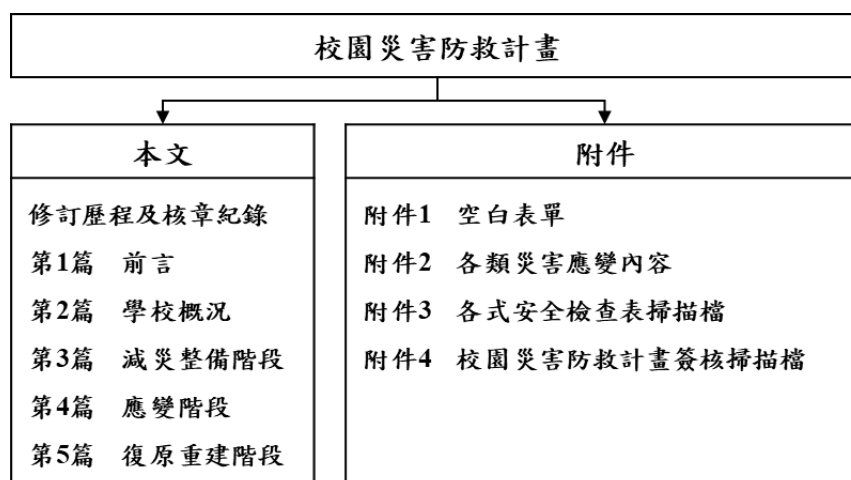 校園災害防救計畫
本文
修訂歷程及核章紀錄
第1篇 前言
第2篇 學校概況
第3篇 減災整備階段
第4篇 應變階段
第5篇 復原重建階段
附件
附件1 空白表單
附件2 各類災害應變內容
附件3 各式安全檢查表掃描檔
附件4 校園災害防救計畫簽核掃描檔